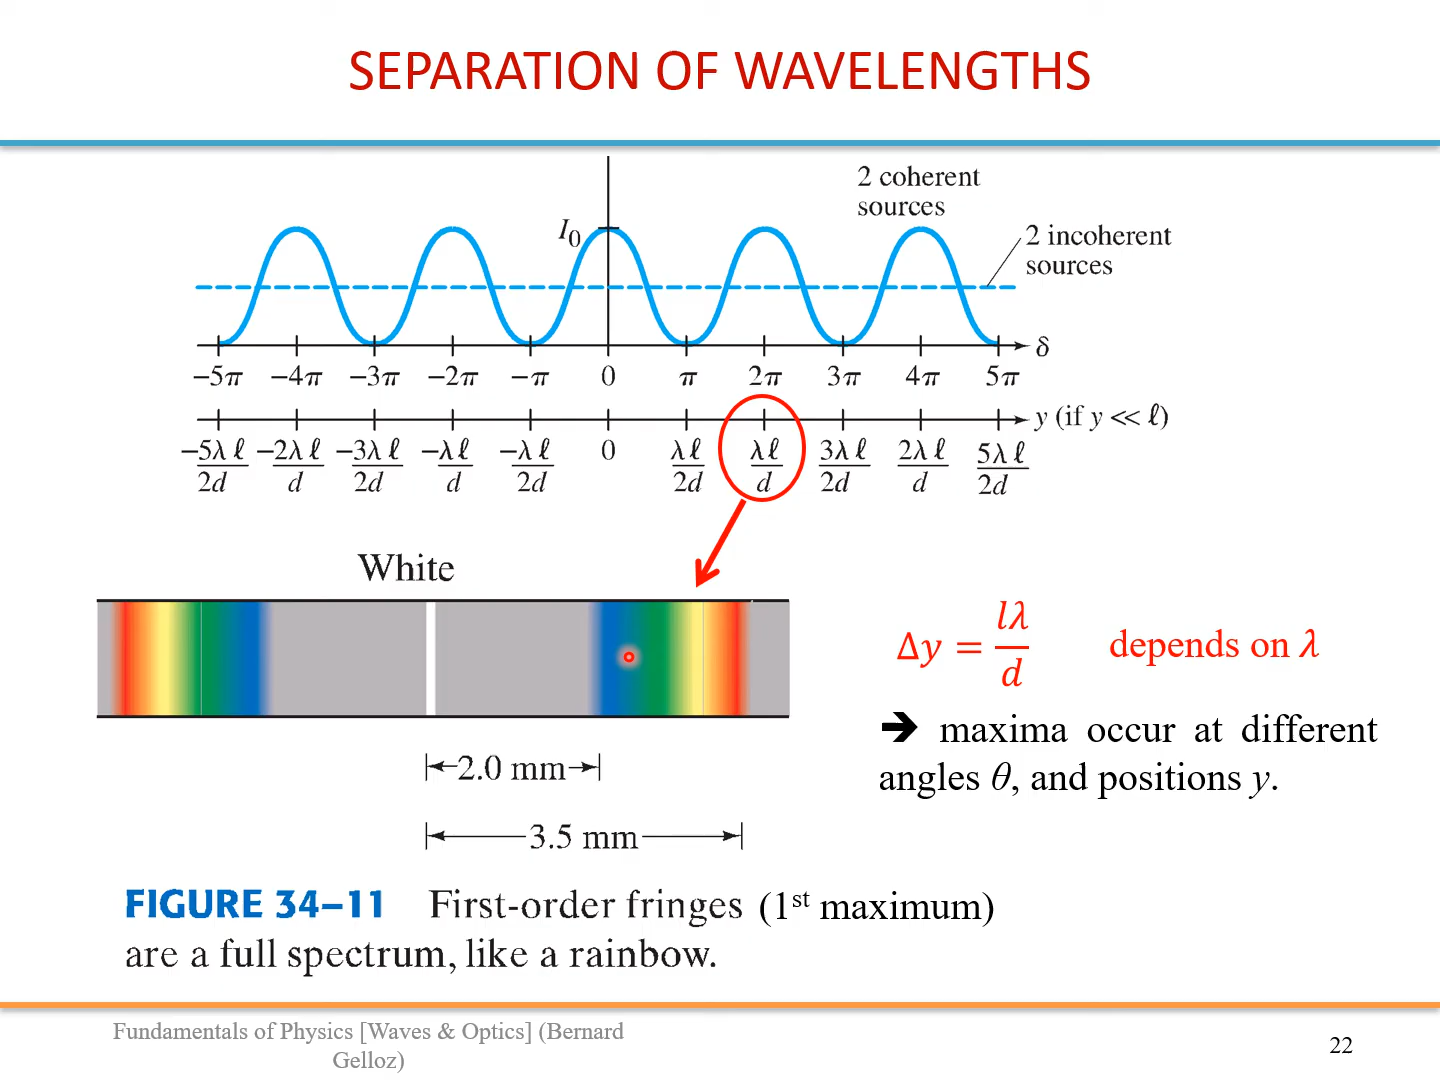 SEPARATION OF WAVELENGTHS
2 coherent
sources
I₀
2 incoherent
sources
δ
−5π −4π −3π −2π −π 0 π 2π 3π 4π 5π
y (if y << ℓ)
−5λℓ/2d −2λℓ/d −3λℓ/2d −λℓ/d −λℓ/2d 0 λℓ/2d λℓ/d 3λℓ/2d 2λℓ/d 5λℓ/2d
White
Δy = lλ/d depends on λ
➔ maxima occur at different
angles θ, and positions y.
2.0 mm
3.5 mm
FIGURE 34–11 First-order fringes (1st maximum)
are a full spectrum, like a rainbow.
Fundamentals of Physics [Waves & Optics] (Bernard
Gelloz)
22